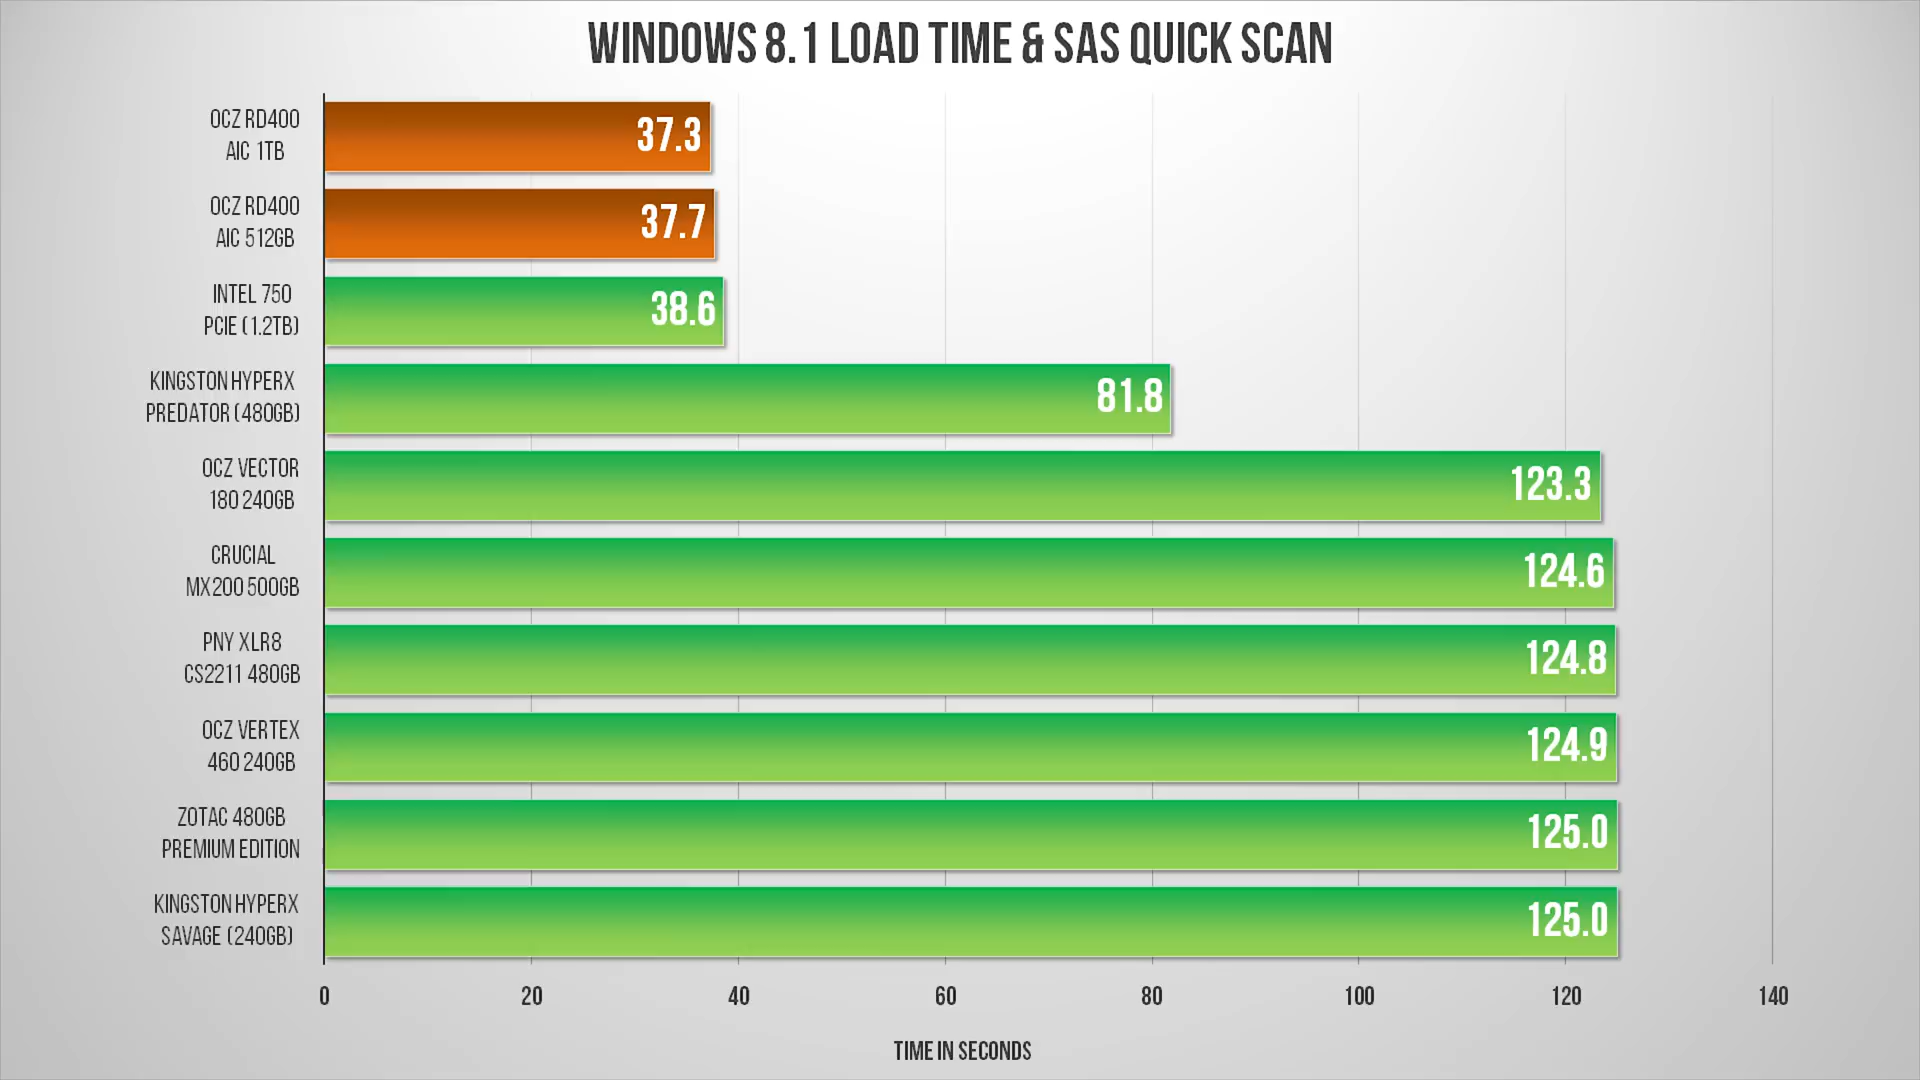 WINDOWS 8.1 LOAD TIME & SAS QUICK SCAN
OCZ RD400
AIC 1TB
37.3
OCZ RD400
AIC 512GB
37.7
INTEL 750
PCIE (1.2TB)
38.6
KINGSTON HYPERX
PREDATOR (480GB)
81.8
OCZ VECTOR
180 240GB
123.3
CRUCIAL
MX200 500GB
124.6
PNY XLR8
CS2211 480GB
124.8
OCZ VERTEX
460 240GB
124.9
ZOTAC 480GB
PREMIUM EDITION
125.0
KINGSTON HYPERX
SAVAGE (240GB)
125.0
0 20 40 60 80 100 120 140
TIME IN SECONDS